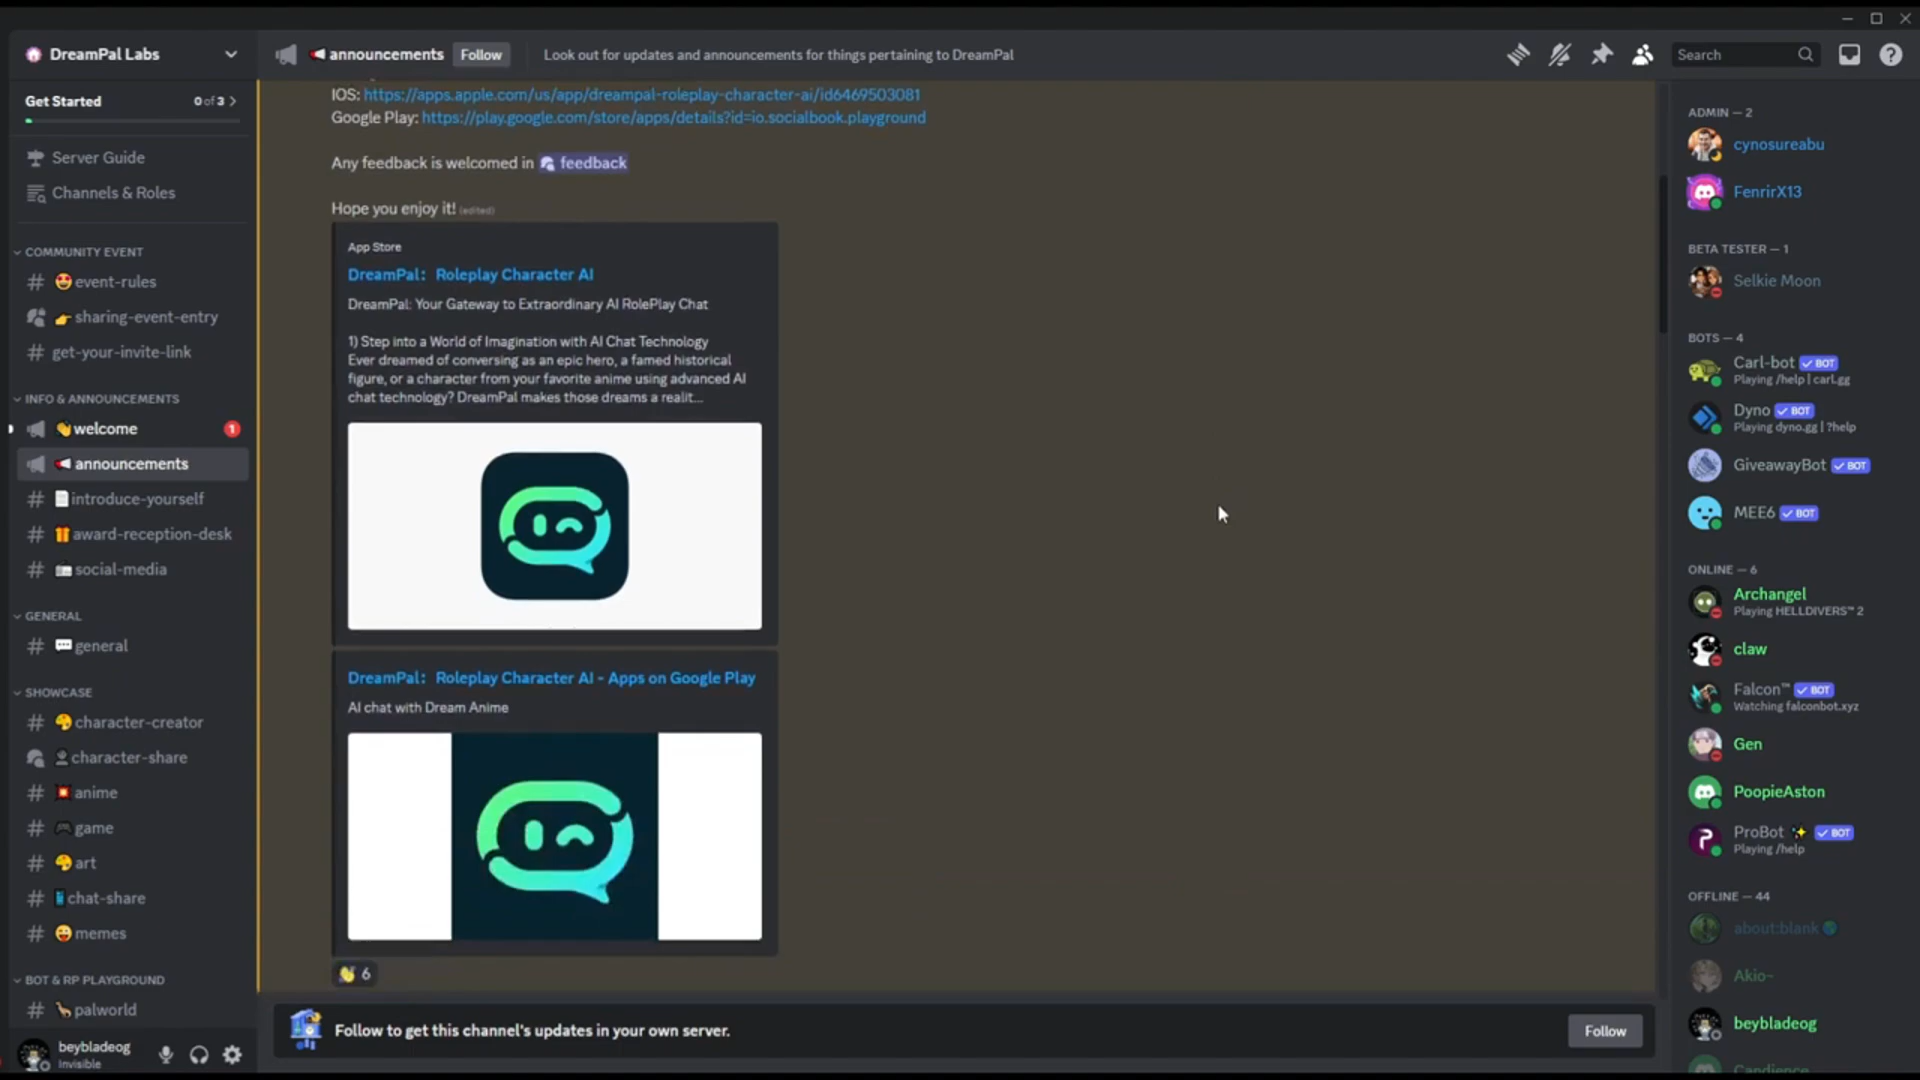 DreamPal Labs
Get Started
0 of 3
Server Guide
Channels & Roles
COMMUNITY EVENT
event-rules
sharing-event-entry
get-your-invite-link
INFO & ANNOUNCEMENTS
welcome
1
announcements
introduce-yourself
award-reception-desk
social-media
GENERAL
general
SHOWCASE
character-creator
character-share
anime
game
art
chat-share
memes
BOT & RP PLAYGROUND
palworld
beybladeog
Invisible
announcements
Follow
Look out for updates and announcements for things pertaining to DreamPal
Search
IOS: https://apps.apple.com/us/app/dreampal-roleplay-character-ai/id6469503081
Google Play: https://play.google.com/store/apps/details?id=io.socialbook.playground
Any feedback is welcomed in feedback
Hope you enjoy it! (edited)
App Store
DreamPal: Roleplay Character AI
DreamPal: Your Gateway to Extraordinary AI RolePlay Chat
1) Step into a World of Imagination with AI Chat Technology
Ever dreamed of conversing as an epic hero, a famed historical
figure, or a character from your favorite anime using advanced AI
chat technology? DreamPal makes those dreams a realit...
DreamPal: Roleplay Character AI - Apps on Google Play
AI chat with Dream Anime
6
Follow to get this channel's updates in your own server.
Follow
ADMIN — 2
cynosureabu
FenrirX13
BETA TESTER — 1
Selkie Moon
BOTS — 4
Carl-bot BOT
Playing /help | carl.gg
Dyno BOT
Playing dyno.gg | ?help
GiveawayBot BOT
MEE6 BOT
ONLINE — 6
Archangel
Playing HELLDIVERS™ 2
claw
Falcon™ BOT
Watching falconbot.xyz
Gen
PoopieAston
ProBot ✨ BOT
Playing /help
OFFLINE — 44
about:blank
Akio~
beybladeog